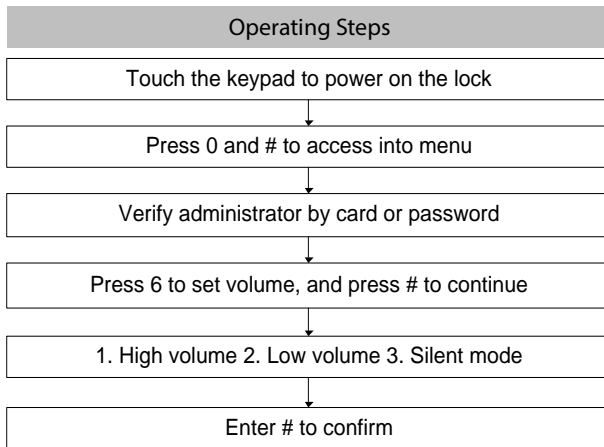 Operating Steps
Touch the keypad to power on the lock
Press 0 and # to access into menu
Verify administrator by card or password
Press 6 to set volume, and press # to continue
1. High volume 2. Low volume 3. Silent mode
Enter # to confirm